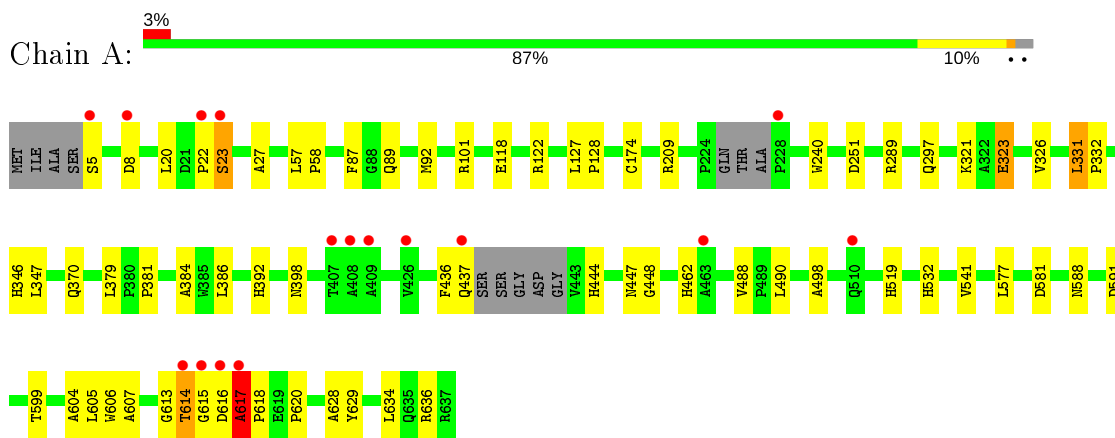 3%
Chain A:
87%
10%
MET ILE ALA SER S5 D8 L20 D21 P22 S23 A27 L57 P58 F87 G88 Q89 M92 R101 E118 R122 L127 P128 C174 R209 P224 GLN THR ALA P228 W240 D251 R289 Q297 K321 A322 E323 V326 L331 P332
H346 L347 Q370 L379 P380 P381 A384 W385 L386 H392 N398 T407 A408 A409 V426 F436 Q437 SER SER GLY ASP GLY V443 H444 N447 G448 H462 A463 V488 P489 L490 A498 Q510 H519 H532 V541 L577 D581 N588 D591
T599 A604 L605 W606 A607 G613 T614 G615 D616 A617 P618 E619 P620 A628 Y629 L634 Q635 R636 R637